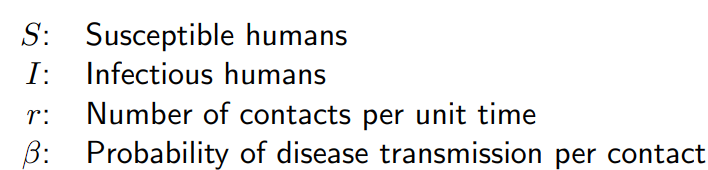 S: Susceptible humans
I: Infectious humans
r: Number of contacts per unit time
β: Probability of disease transmission per contact